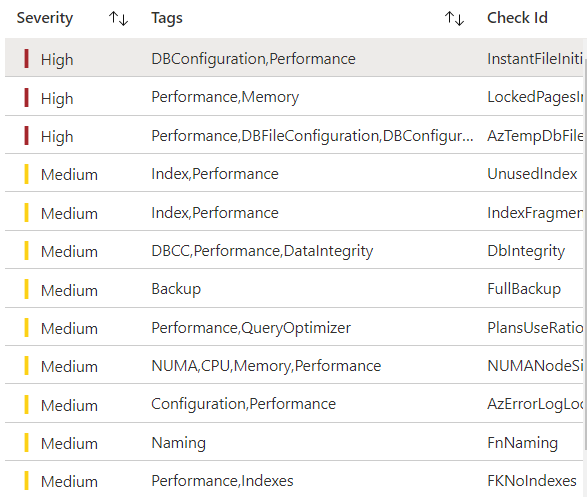 Severity Tags Check Id
High DBConfiguration,Performance InstantFileIniti
High Performance,Memory LockedPagesIn
High Performance,DBFileConfiguration,DBConfigur... AzTempDbFile
Medium Index,Performance UnusedIndex
Medium Index,Performance IndexFragmen
Medium DBCC,Performance,DataIntegrity DbIntegrity
Medium Backup FullBackup
Medium Performance,QueryOptimizer PlansUseRatio
Medium NUMA,CPU,Memory,Performance NUMANodeSi
Medium Configuration,Performance AzErrorLogLoc
Medium Naming FnNaming
Medium Performance,Indexes FKNoIndexes